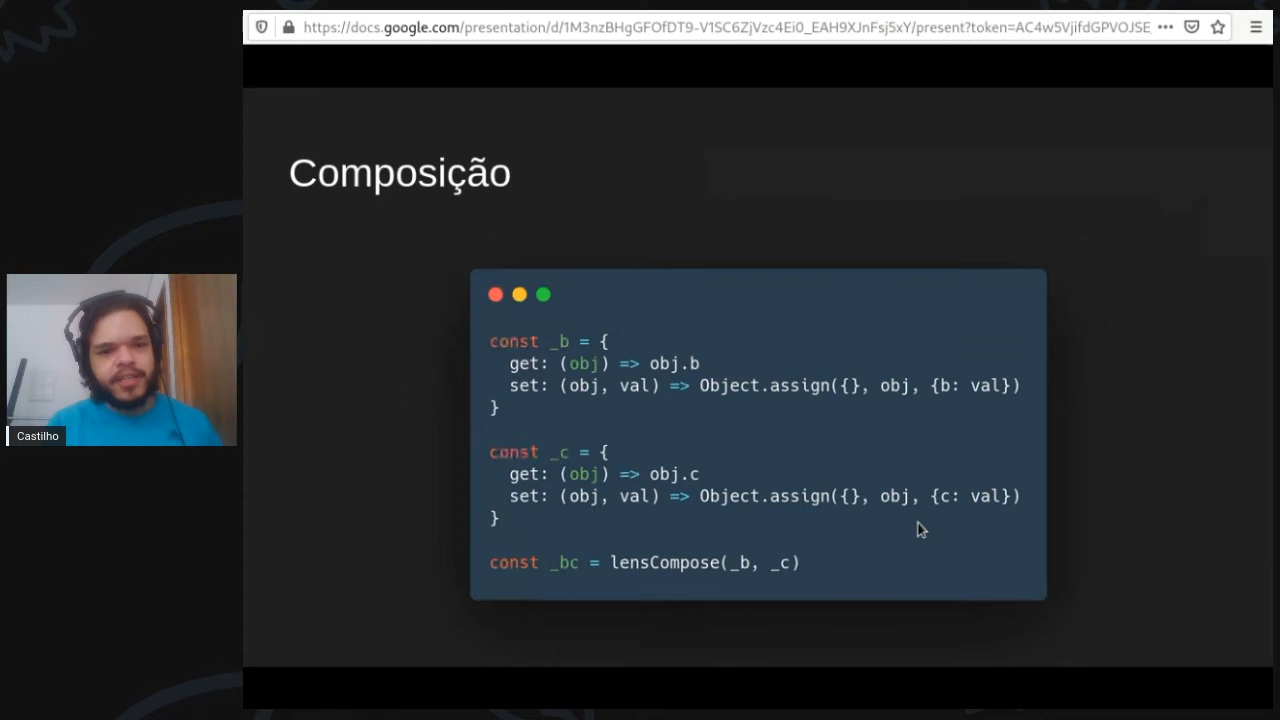 https://docs.google.com/presentation/d/1M3nzBHgGFOfDT9-V1SC6ZjVzc4Ei0_EAH9XJnFsj5xY/present?token=AC4w5VjifdGPVOJSE_
Composição
const _b = {
  get: (obj) => obj.b
  set: (obj, val) => Object.assign({}, obj, {b: val})
}
const _c = {
  get: (obj) => obj.c
  set: (obj, val) => Object.assign({}, obj, {c: val})
}
const _bc = lensCompose(_b, _c)
Castilho